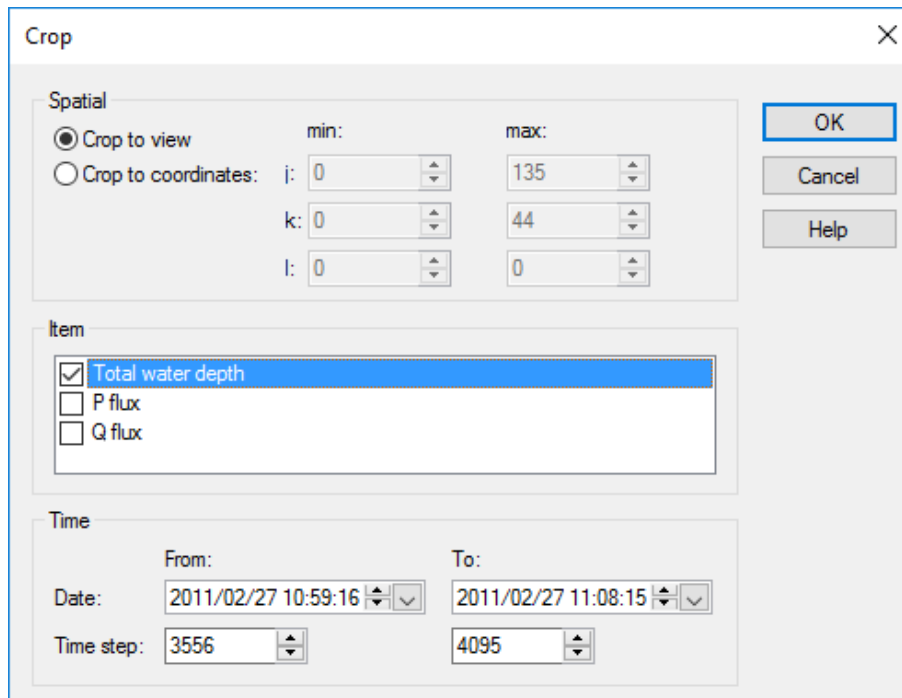 Crop
Spatial
min: max:
Crop to view
Crop to coordinates: j: 0 135
k: 0 44
l: 0 0
OK
Cancel
Help
Item
Total water depth
P flux
Q flux
Time
From: To:
Date: 2011/02/27 10:59:16 2011/02/27 11:08:15
Time step: 3556 4095